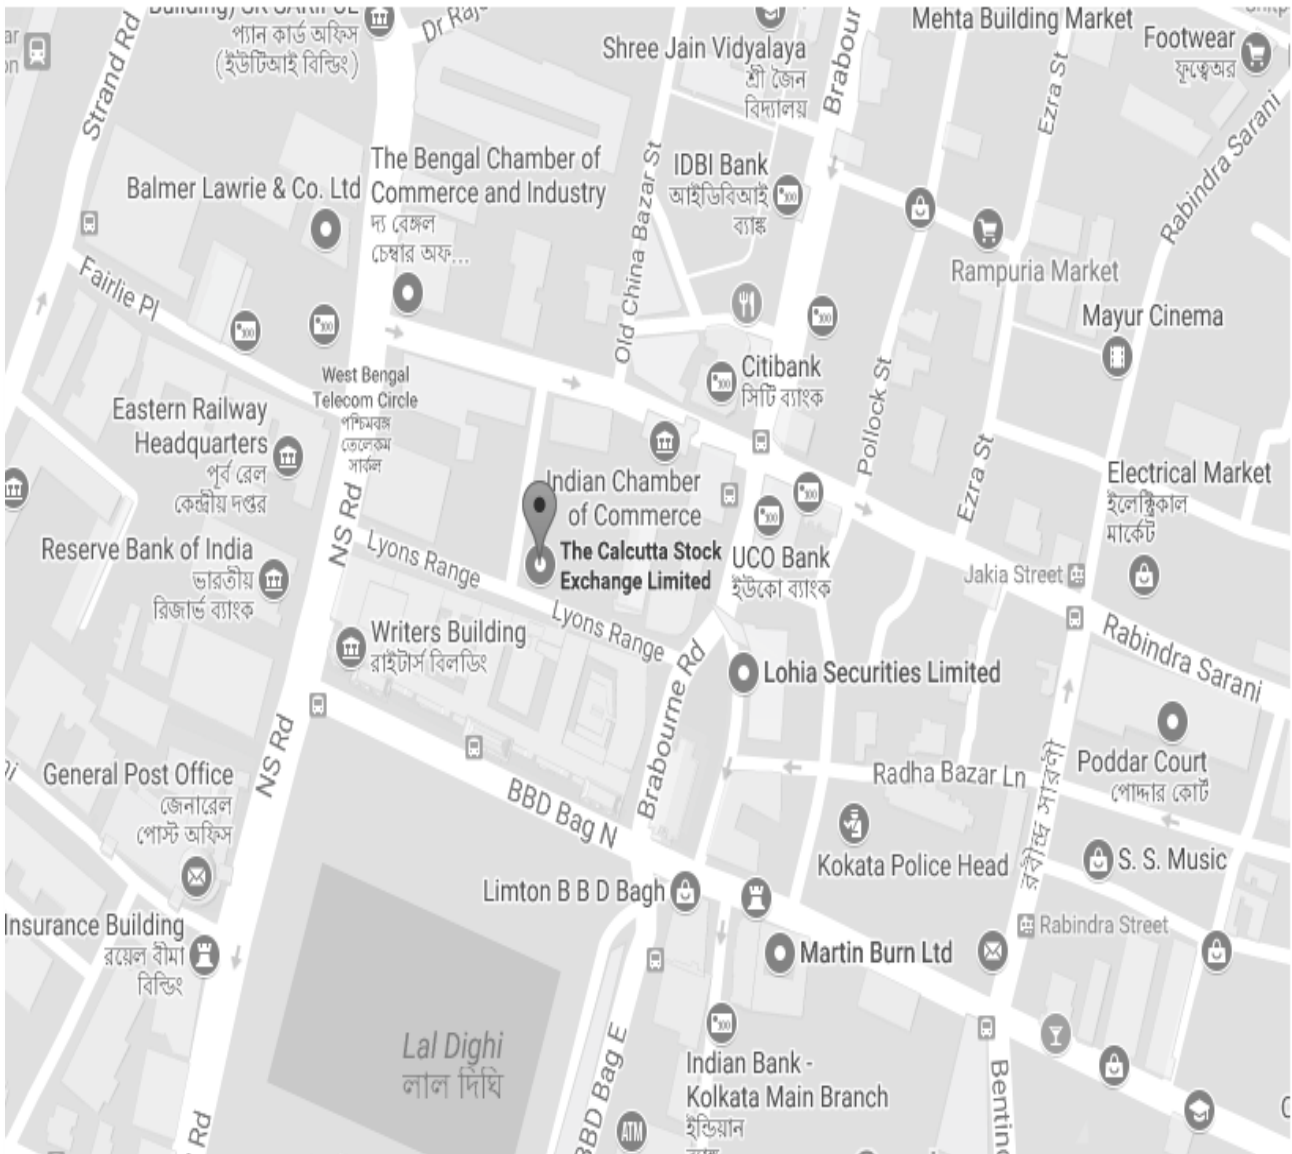 প্যান কার্ড অফিস
(ইউটিআই বিল্ডিং)
Strand Rd
Shree Jain Vidyalaya
শ্রী জৈন
বিদ্যালয়
Mehta Building Market
Footwear
ফুত্বেঅর
Ezra St
Rabindra Sarani
The Bengal Chamber of
Commerce and Industry
দ্য বেঙ্গল
চেম্বার অফ...
Balmer Lawrie & Co. Ltd
IDBI Bank
আইডিবিআই
ব্যাঙ্ক
Old China Bazar St
Rampuria Market
Fairlie Pl
Mayur Cinema
Citibank
সিটি ব্যাংক
West Bengal
Telecom Circle
পশ্চিমবঙ্গ
তেলেকম
সার্কল
Eastern Railway
Headquarters
পূর্ব রেল
কেন্দ্রীয় দপ্তর
Pollock St
Ezra St
Electrical Market
ইলেক্ট্রিকাল
মার্কেট
Indian Chamber
of Commerce
The Calcutta Stock
Exchange Limited
UCO Bank
ইউকো ব্যাংক
NS Rd
Lyons Range
Reserve Bank of India
ভারতীয়
রিজার্ভ ব্যাংক
Jakia Street
Lyons Range
Rabindra Sarani
Writers Building
রাইটার্স বিলডিং
Lohia Securities Limited
Brabourne Rd
NS Rd
General Post Office
জেনারেল
পোস্ট অফিস
BBD Bag N
Radha Bazar Ln
রবীন্দ্র সারণী
Poddar Court
পোদ্দার কোর্ট
Kokata Police Head
S. S. Music
Limton B B D Bagh
Rabindra Street
Insurance Building
রয়েল বীমা
বিল্ডিং
Martin Burn Ltd
Lal Dighi
লাল দিঘি
BBD Bag E
Indian Bank -
Kolkata Main Branch
ইন্ডিয়ান
ATM
Rd